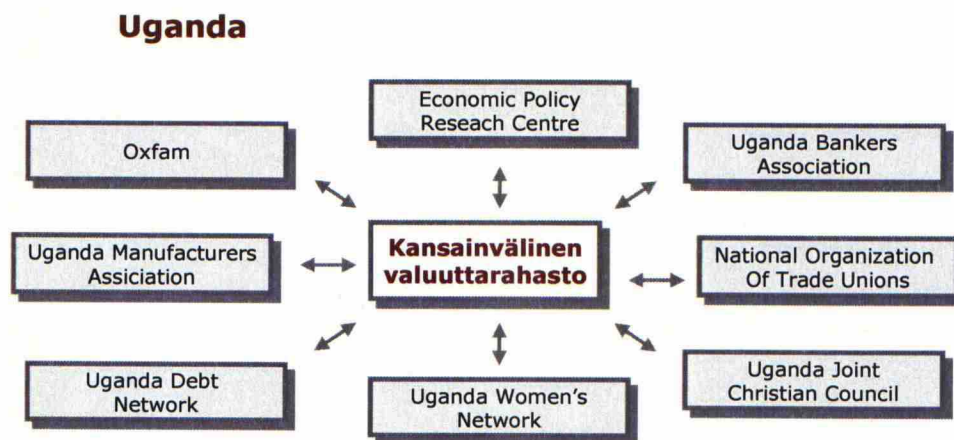 Uganda
Economic Policy
Reseach Centre
Oxfam
Uganda Bankers
Association
Uganda Manufacturers
Assiciation
Kansainvälinen
valuuttarahasto
National Organization
Of Trade Unions
Uganda Debt
Network
Uganda Women's
Network
Uganda Joint
Christian Council